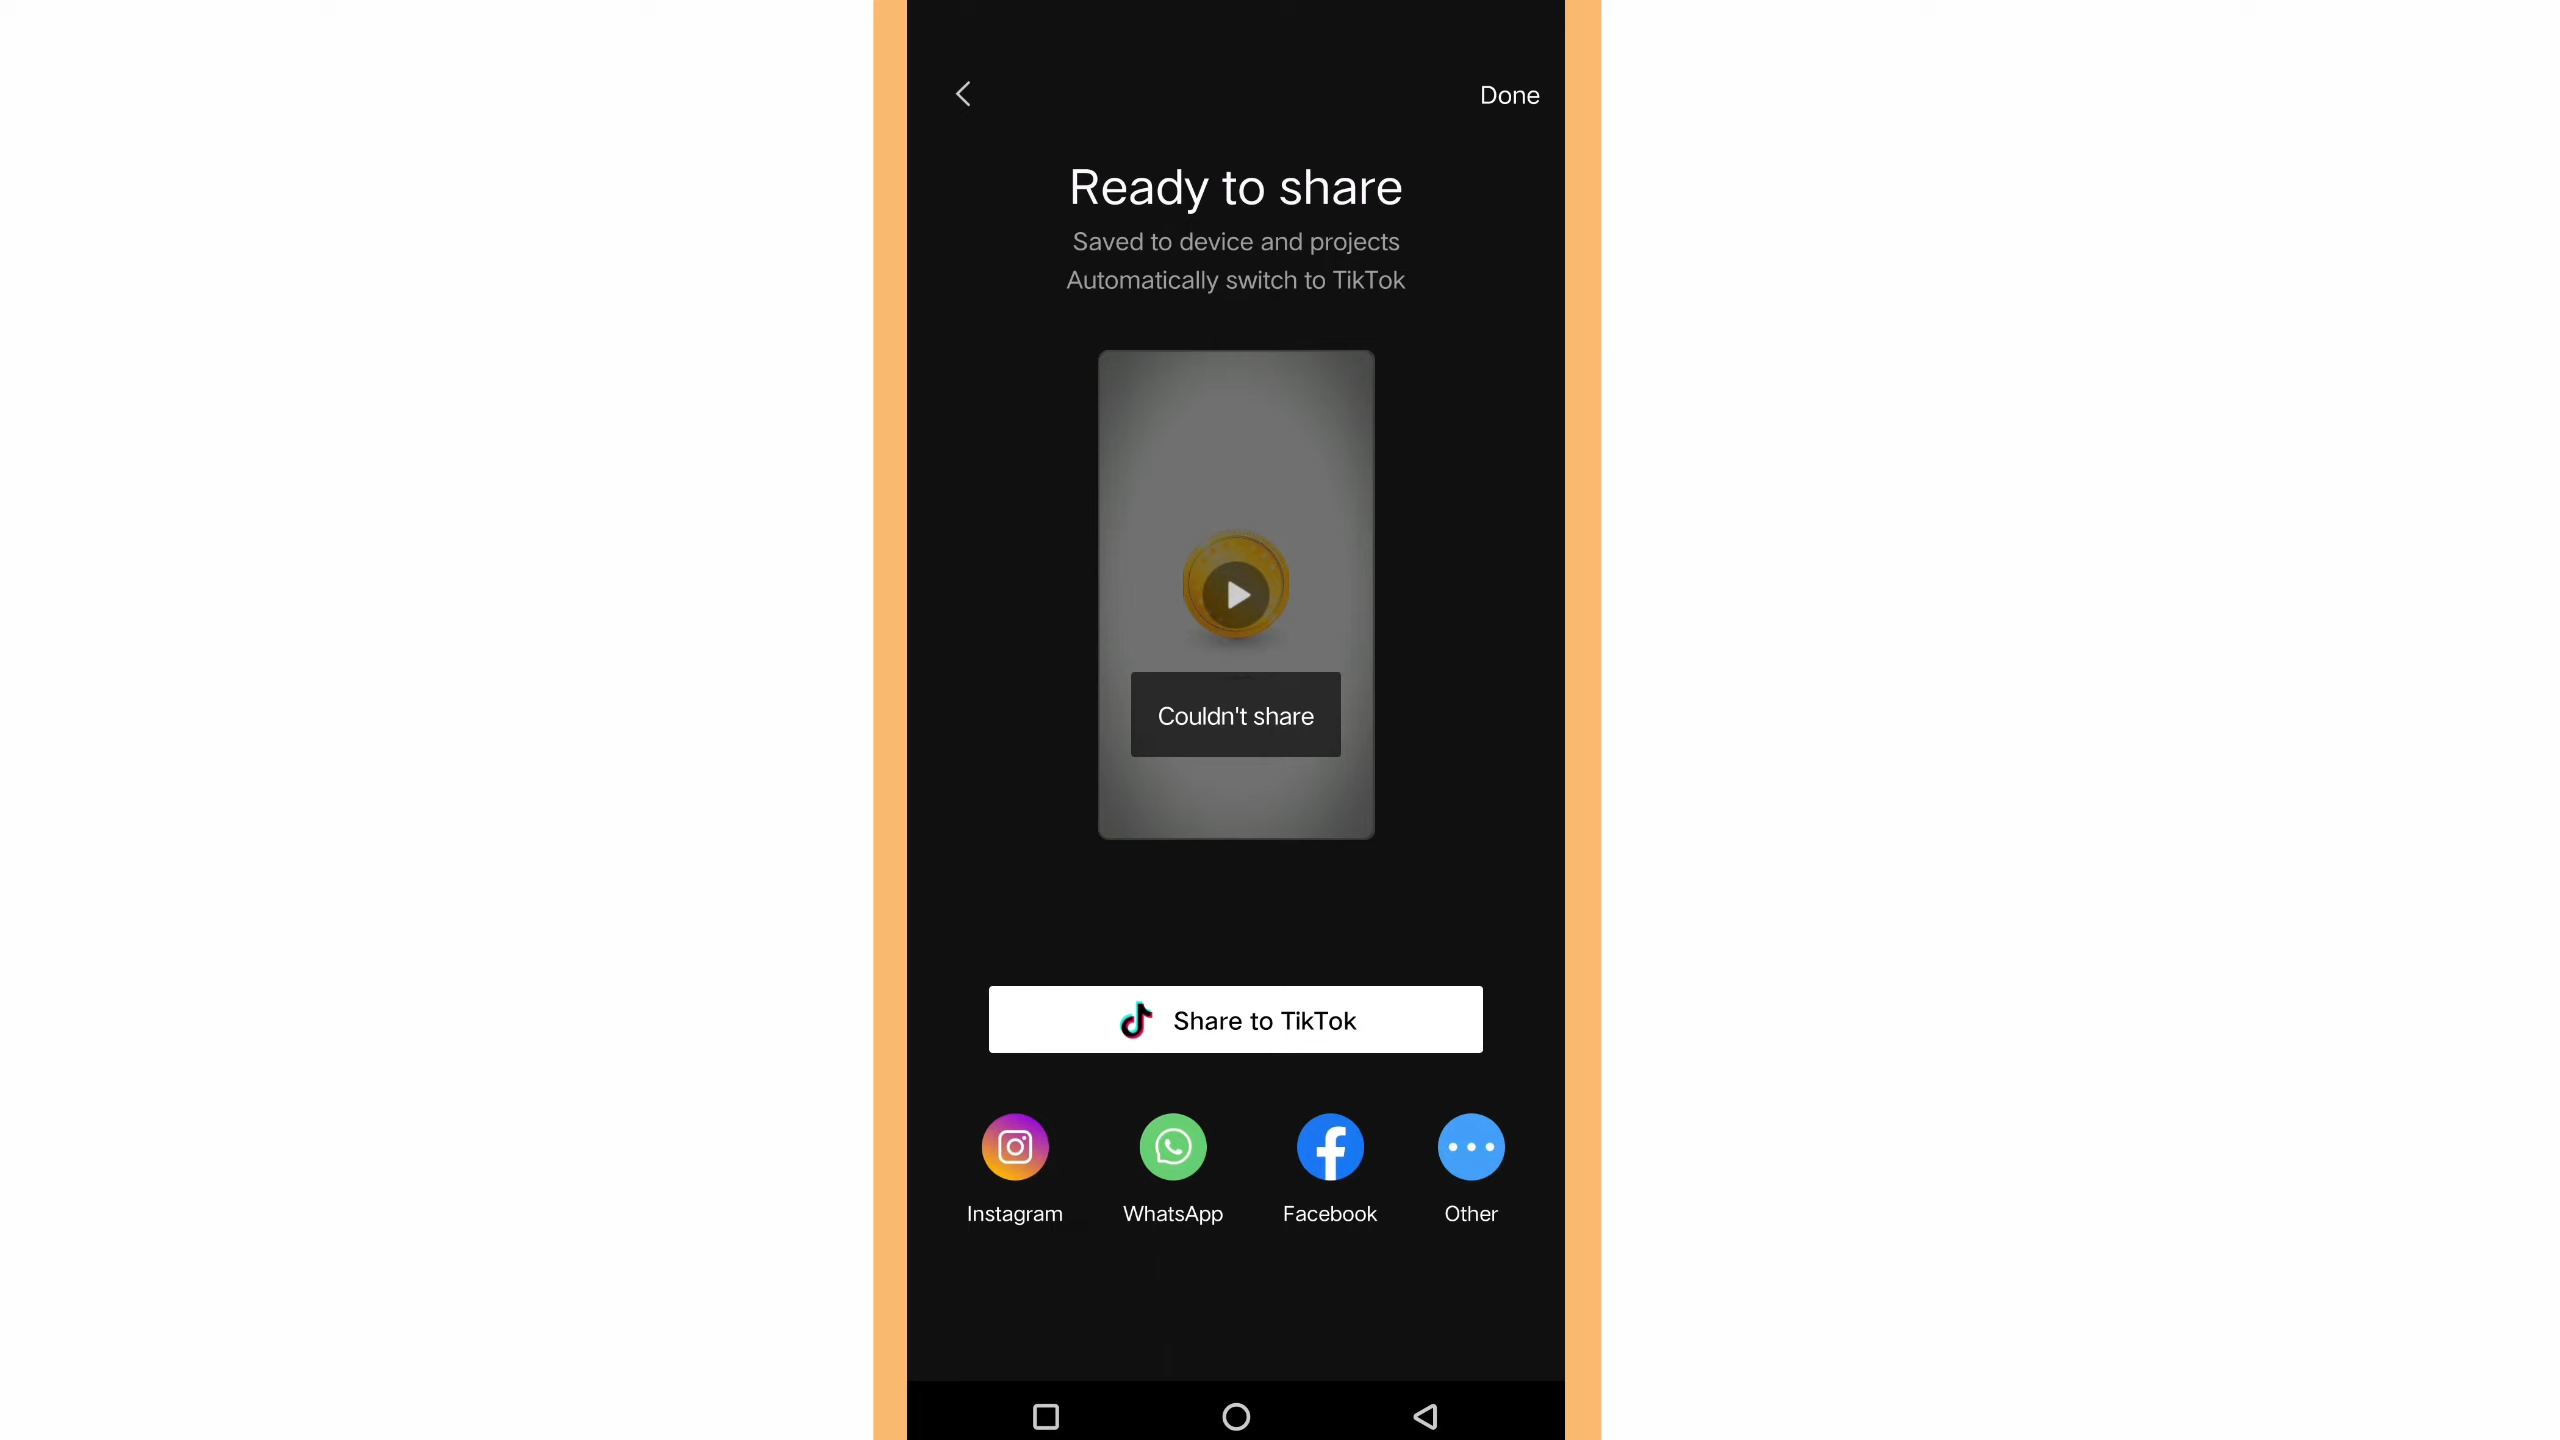 Done
Ready to share
Saved to device and projects
Automatically switch to TikTok
Couldn't share
Share to TikTok
Instagram
WhatsApp
Facebook
Other